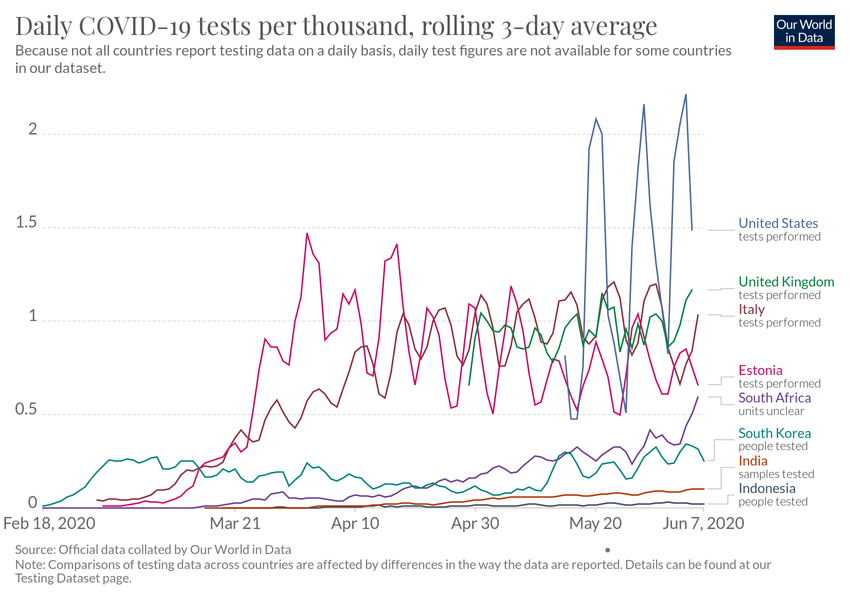 Daily COVID-19 tests per thousand, rolling 3-day average
Our World
in Data
Because not all countries report testing data on a daily basis, daily test figures are not available for some countries
in our dataset.
2
1.5
1
0.5
0
United States
tests performed
United Kingdom
tests performed
Italy
tests performed
Estonia
tests performed
South Africa
units unclear
South Korea
people tested
India
samples tested
Indonesia
people tested
Feb 18, 2020
Mar 21
Apr 10
Apr 30
May 20
Jun 7, 2020
Source: Official data collated by Our World in Data
Note: Comparisons of testing data across countries are affected by differences in the way the data are reported. Details can be found at our
Testing Dataset page.